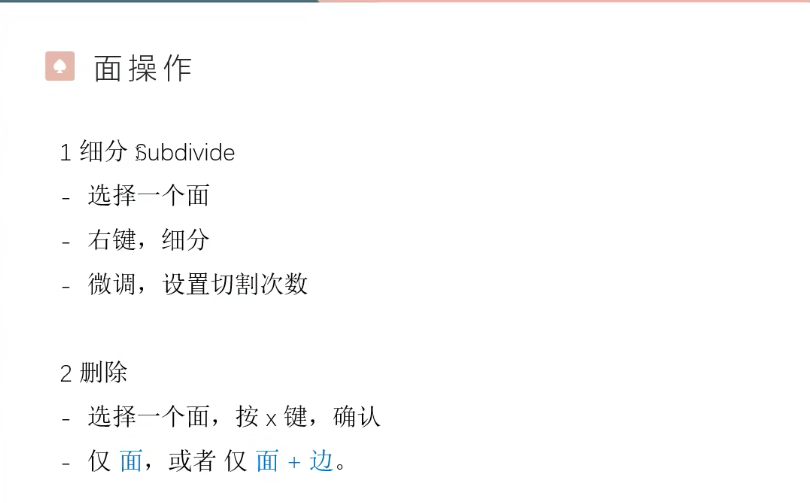 面操作
1 细分 Subdivide
- 选择一个面
- 右键，细分
- 微调，设置切割次数
2 删除
- 选择一个面，按 x 键，确认
- 仅 面，或者 仅 面 + 边。